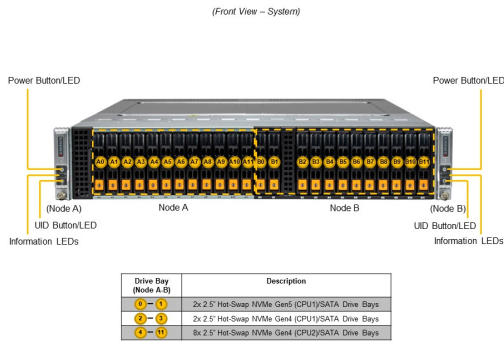 (Front View – System)
Power Button/LED
Power Button/LED
A0 A1 A2 A3 A4 A5 A6 A7 A8 A9 A10 A11 B0 B1 B2 B3 B4 B5 B6 B7 B8 B9 B10 B11
(Node A) Node A Node B (Node B)
UID Button/LED
UID Button/LED
Information LEDs
Information LEDs
Drive Bay Description
(Node A-B)
0 – 1 2x 2.5" Hot-Swap NVMe Gen5 (CPU1)/SATA Drive Bays
2 – 3 2x 2.5" Hot-Swap NVMe Gen4 (CPU1)/SATA Drive Bays
4 – 11 8x 2.5" Hot-Swap NVMe Gen4 (CPU2)/SATA Drive Bays